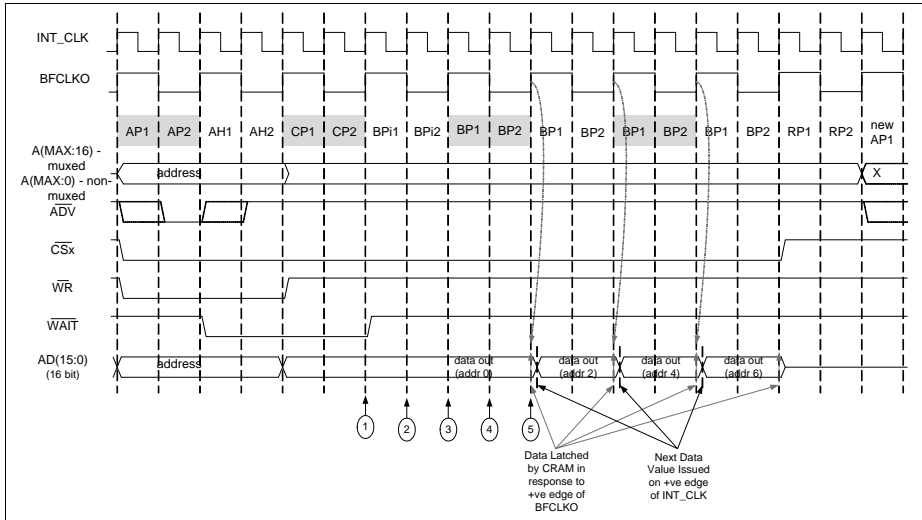 INT_CLK
BFCLKO
AP1 AP2 AH1 AH2 CP1 CP2 BPi1 BPi2 BP1 BP2 BP1 BP2 BP1 BP2 BP1 BP2 RP1 RP2 new AP1
A(MAX:16) -
muxed
A(MAX:0) - non-
muxed
address
X
ADV
CSx
WR
WAIT
AD(15:0)
(16 bit)
address
data out
(addr 0)
data out
(addr 2)
data out
(addr 4)
data out
(addr 6)
1 2 3 4 5
Data Latched
by CRAM in
response to
+ve edge of
BFCLKO
Next Data
Value Issued
on +ve edge
of INT_CLK